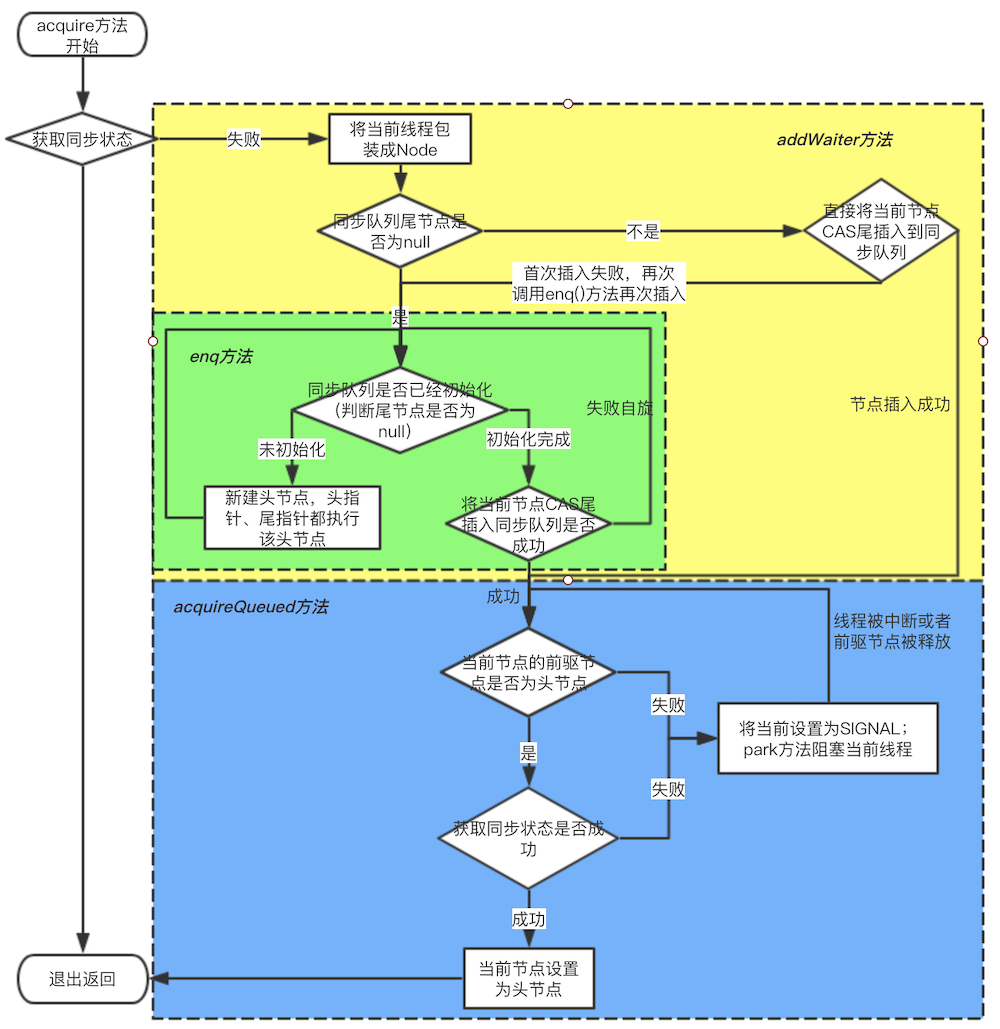 acquire方法
开始
获取同步状态
失败
将当前线程包
装成Node
addWaiter方法
同步队列尾节点是
否为null
不是
直接将当前节点
CAS尾插入到同
步队列
首次插入失败，再次
调用enq()方法再次插入
是
enq方法
同步队列是否已经初始化
（判断尾节点是否为
null）
失败自旋
节点插入成功
未初始化
初始化完成
新建头节点，头指
针、尾指针都执行
该头节点
将当前节点CAS尾
插入同步队列是否
成功
成功
acquireQueued方法
线程被中断或者
前驱节点被释放
当前节点的前驱节
点是否为头节点
失败
将当前设置为SIGNAL；
park方法阻塞当前线程
是
失败
获取同步状态是否成
功
成功
当前节点设置
为头节点
退出返回